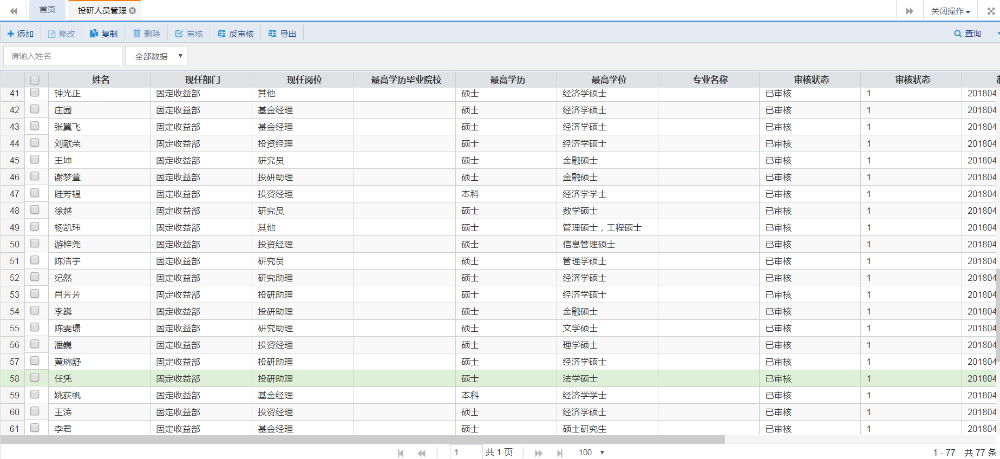 首页 投研人员管理 关闭操作
添加 修改 复制 删除 审核 反审核 导出 查询
请输入姓名 全部数据
姓名 现任部门 现任岗位 最高学历毕业院校 最高学历 最高学位 专业名称 审核状态 审核状态
41 钟光正 固定收益部 其他 硕士 经济学硕士 已审核 1 201804
42 庄园 固定收益部 基金经理 硕士 经济学硕士 已审核 1 201804
43 张翼飞 固定收益部 基金经理 硕士 经济学硕士 已审核 1 201804
44 刘献荣 固定收益部 投资经理 硕士 经济学硕士 已审核 1 201804
45 王坤 固定收益部 研究员 硕士 金融硕士 已审核 1 201804
46 谢梦萱 固定收益部 投研助理 硕士 金融硕士 已审核 1 201804
47 眭芳韫 固定收益部 投资经理 本科 经济学学士 已审核 1 201804
48 徐越 固定收益部 研究员 硕士 数学硕士 已审核 1 201804
49 杨凯玮 固定收益部 其他 硕士 管理硕士，工程硕士 已审核 1 201804
50 游梓尧 固定收益部 投资经理 硕士 信息管理硕士 已审核 1 201804
51 陈浩宇 固定收益部 研究员 硕士 管理学硕士 已审核 1 201804
52 纪然 固定收益部 研究助理 硕士 经济学硕士 已审核 1 201804
53 肖芳芳 固定收益部 投研助理 硕士 经济学硕士 已审核 1 201804
54 李巍 固定收益部 投研助理 硕士 金融硕士 已审核 1 201804
55 陈雯璟 固定收益部 研究助理 硕士 文学硕士 已审核 1 201804
56 潘巍 固定收益部 投资经理 硕士 理学硕士 已审核 1 201804
57 黄琬舒 固定收益部 投研助理 硕士 经济学硕士 已审核 1 201804
58 任凭 固定收益部 投研助理 硕士 法学硕士 已审核 1 201804
59 姚荻帆 固定收益部 基金经理 本科 经济学学士 已审核 1 201804
60 王涛 固定收益部 投资经理 硕士 经济学硕士 已审核 1 201804
61 李君 固定收益部 基金经理 硕士 硕士研究生 已审核 1 201804
1 共 1 页 100 1 - 77 共 77 条